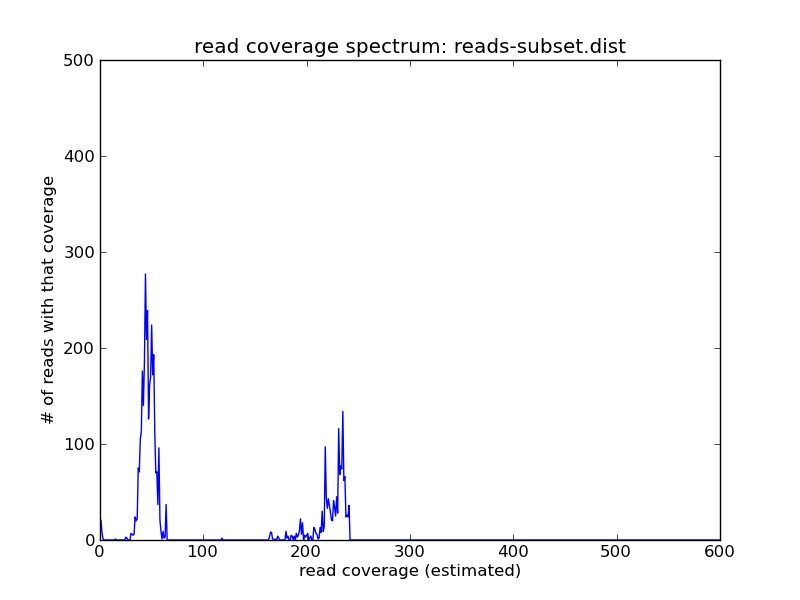 read coverage spectrum: reads-subset.dist
500
400
300
200
100
0
# of reads with that coverage
0 100 200 300 400 500 600
read coverage (estimated)